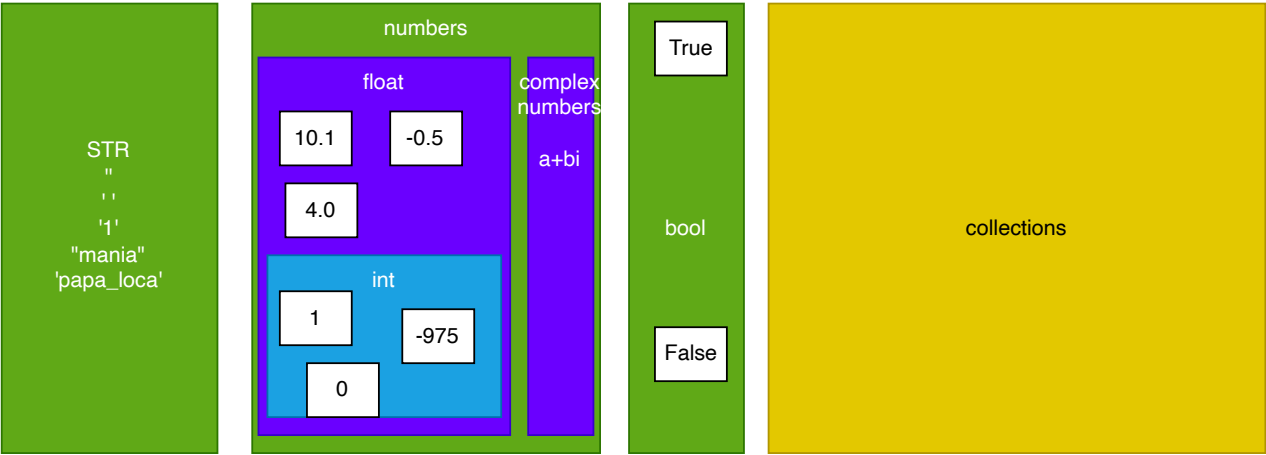 STR
''
' '
'1'
"mania"
'papa_loca'
numbers
float
10.1
-0.5
4.0
int
1
-975
0
complex
numbers
a+bi
True
bool
False
collections